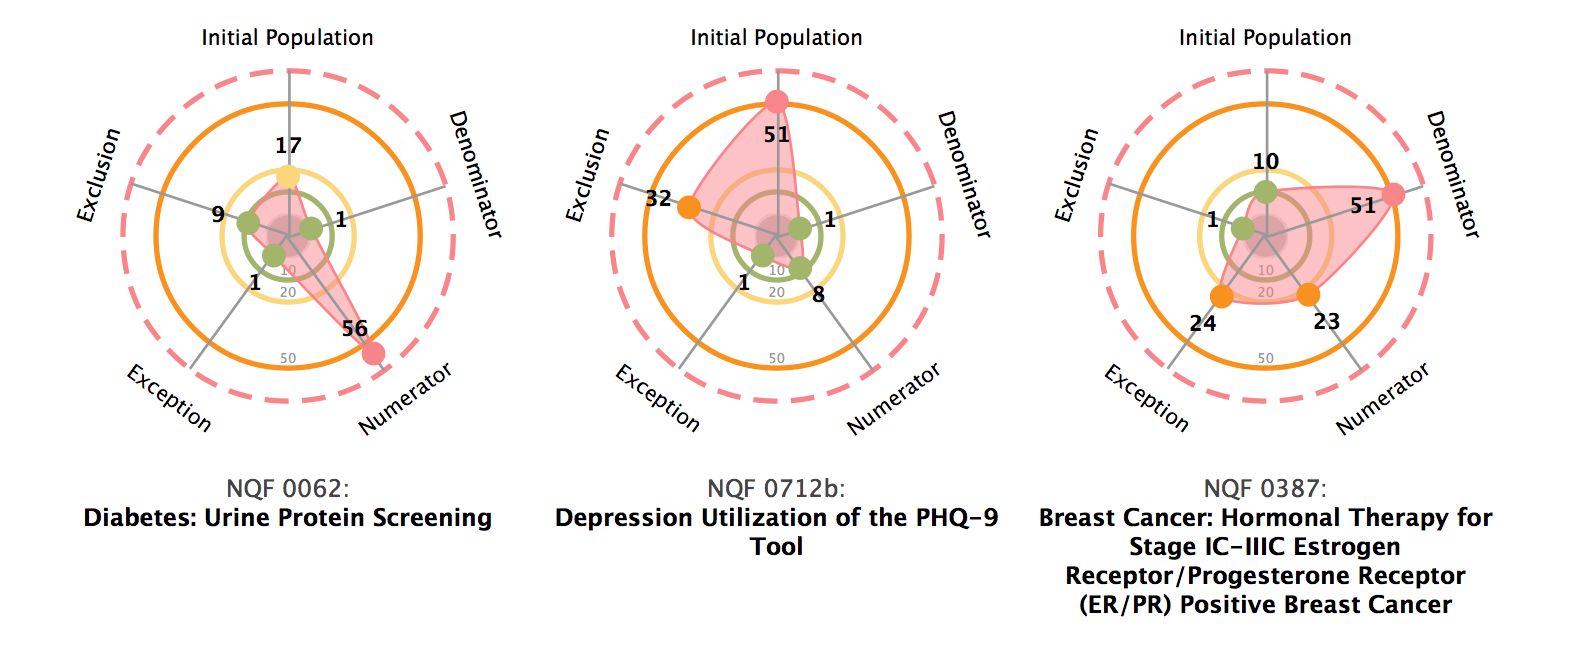 Initial Population
Denominator
Numerator
Exception
Exclusion
17
1
56
1
9
10
20
50
NQF 0062:
Diabetes: Urine Protein Screening
Initial Population
Denominator
Numerator
Exception
Exclusion
51
1
8
1
32
10
20
50
NQF 0712b:
Depression Utilization of the PHQ-9
Tool
Initial Population
Denominator
Numerator
Exception
Exclusion
10
51
23
24
1
10
20
50
NQF 0387:
Breast Cancer: Hormonal Therapy for
Stage IC-IIIC Estrogen
Receptor/Progesterone Receptor
(ER/PR) Positive Breast Cancer